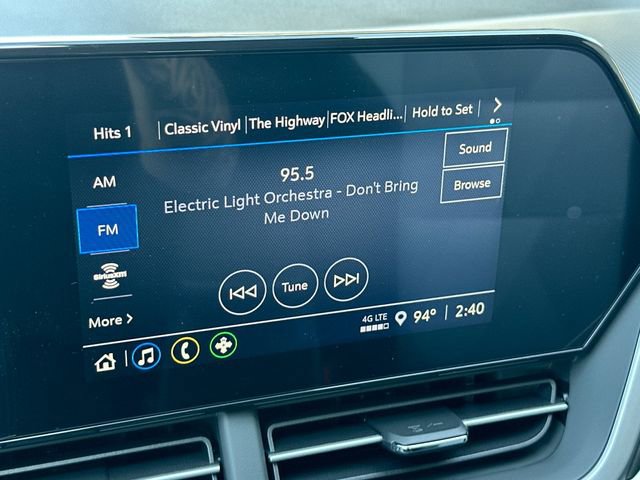 Hits 1 Classic Vinyl The Highway FOX Headli... Hold to Set
AM
95.5
Sound
Electric Light Orchestra - Don't Bring
Me Down
Browse
FM
SiriusXM
Tune
More
4G LTE 94° 2:40